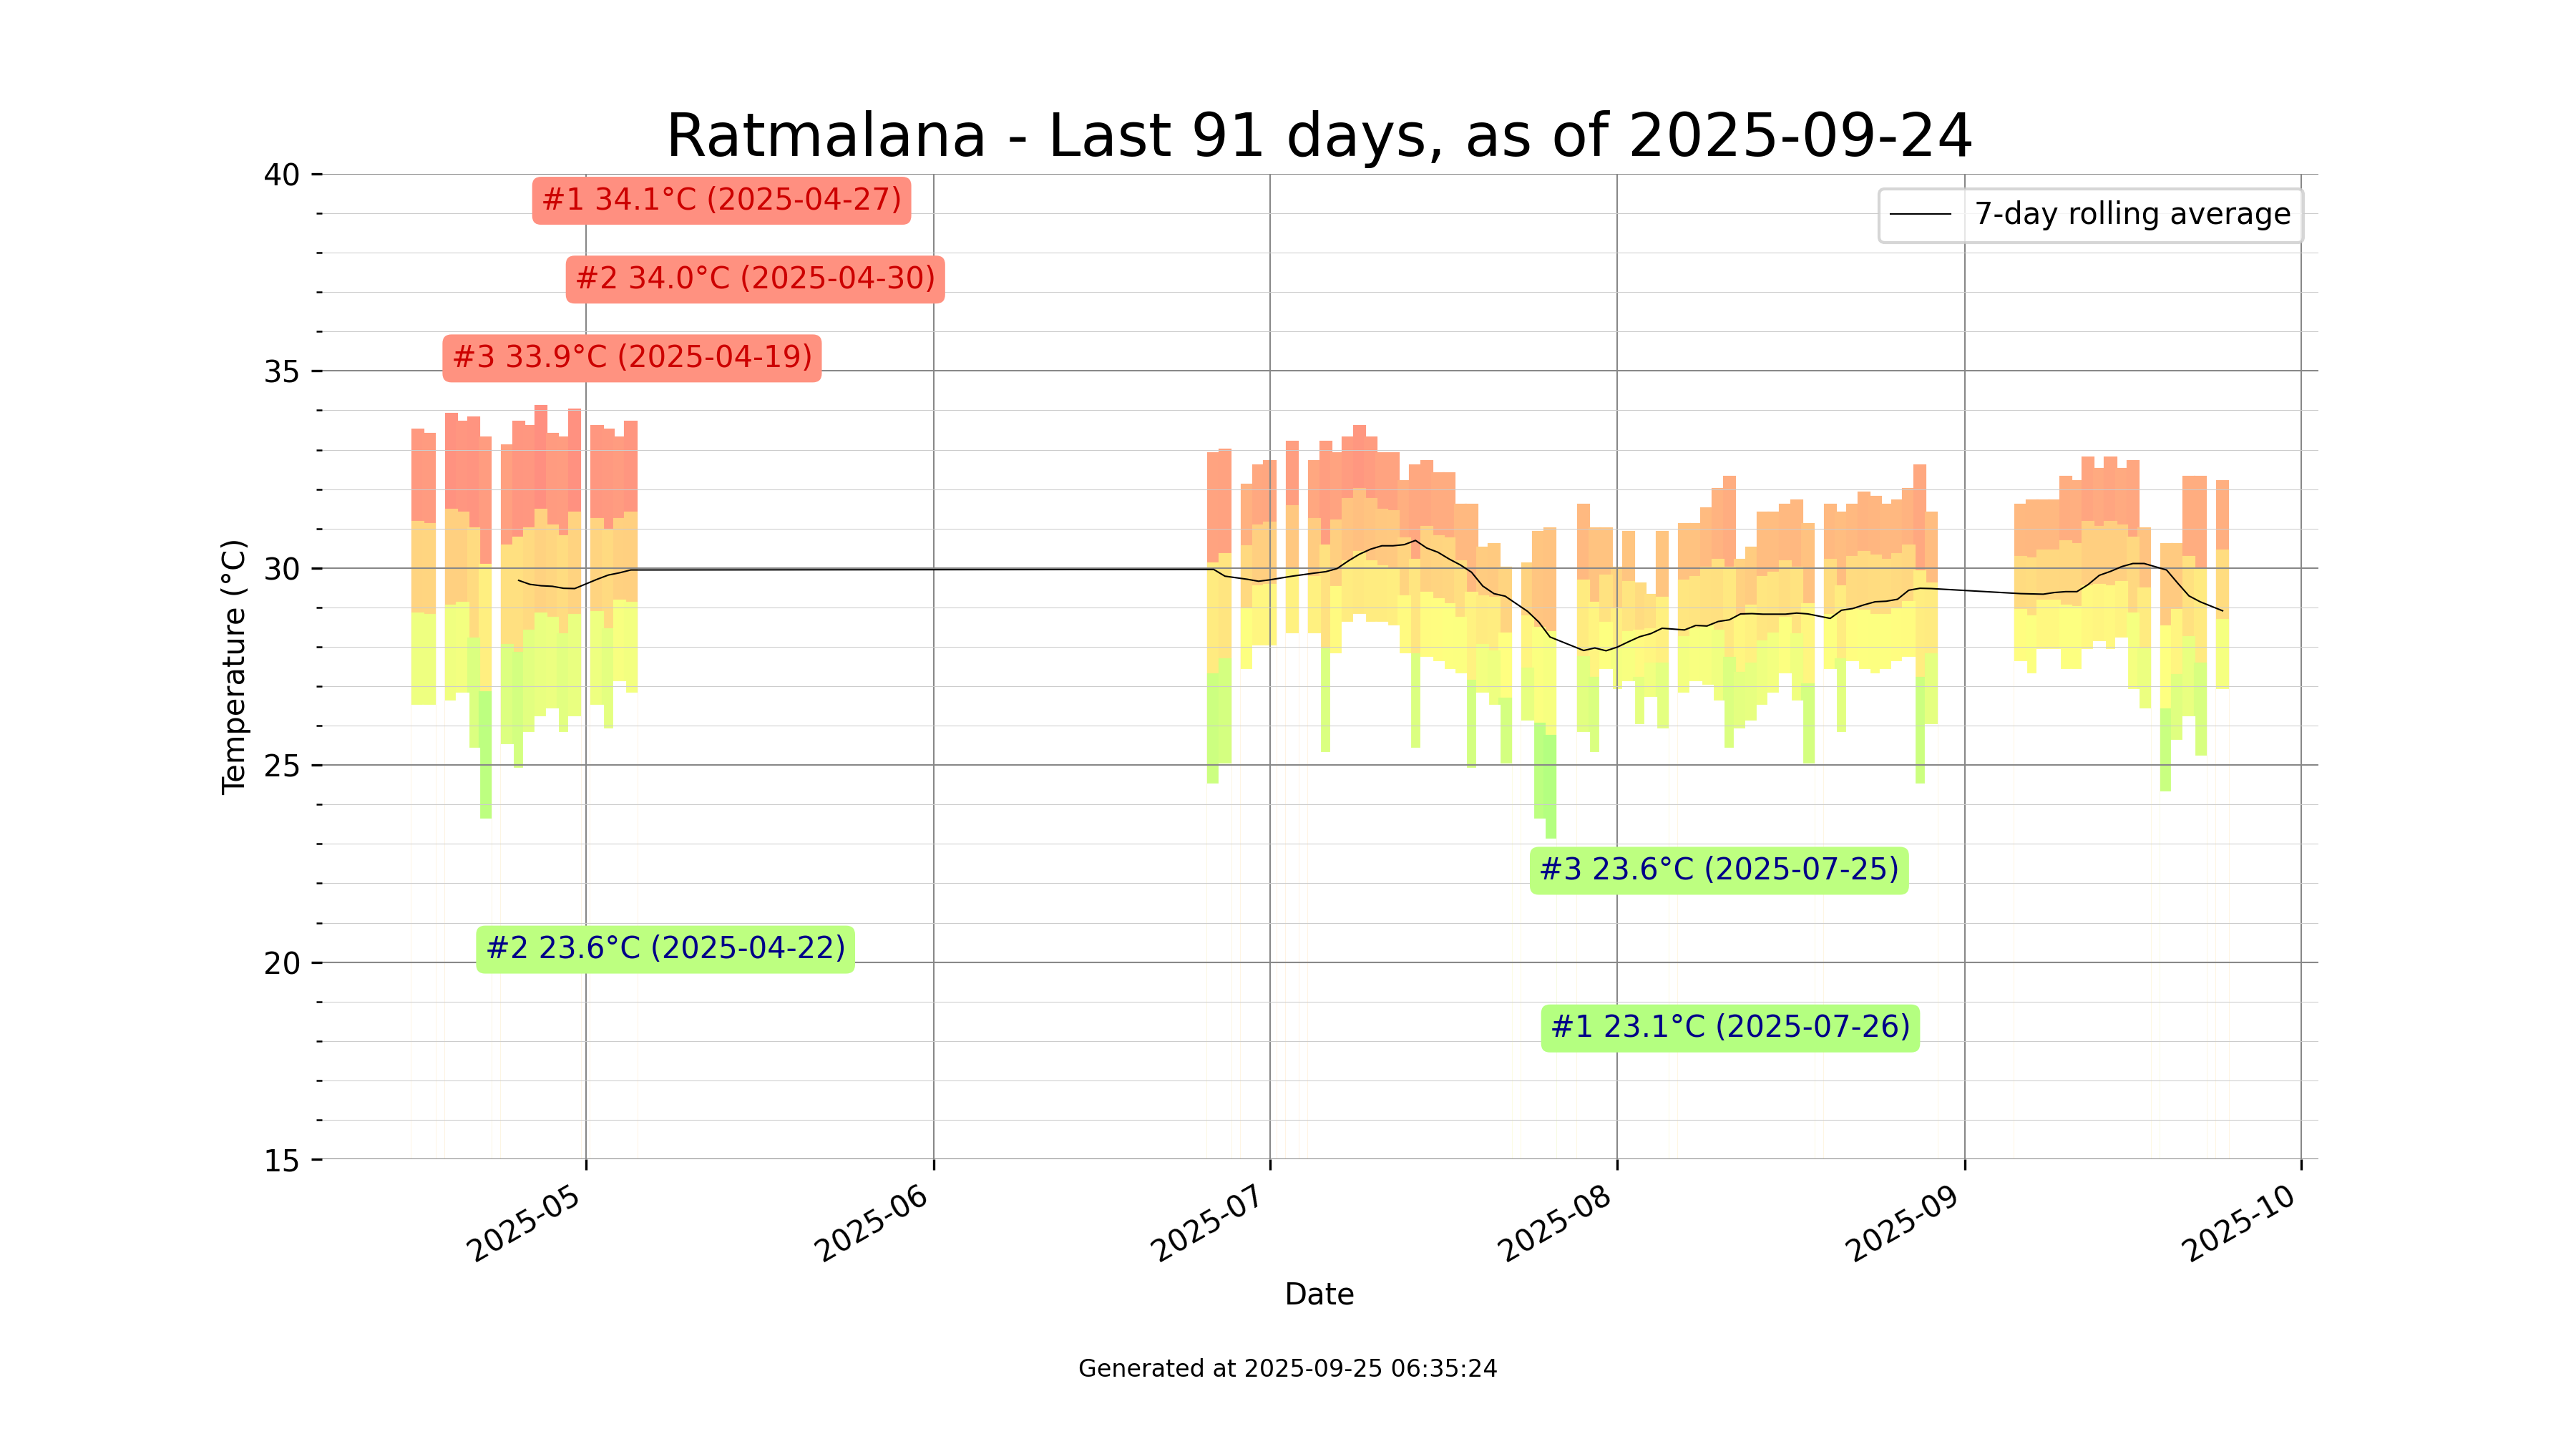 Ratmalana - Last 91 days, as of 2025-09-24
40
35
30
25
20
15
Temperature (°C)
#1 34.1°C (2025-04-27)
#2 34.0°C (2025-04-30)
#3 33.9°C (2025-04-19)
7-day rolling average
#3 23.6°C (2025-07-25)
#2 23.6°C (2025-04-22)
#1 23.1°C (2025-07-26)
2025-05
2025-06
2025-07
2025-08
2025-09
2025-10
Date
Generated at 2025-09-25 06:35:24